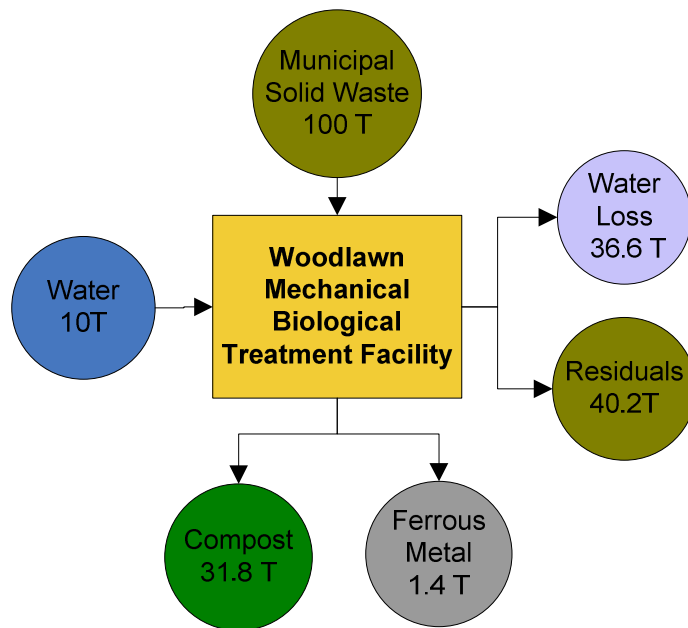 Municipal
Solid Waste
100 T
Water
Loss
36.6 T
Woodlawn
Mechanical
Biological
Treatment Facility
Water
10T
Residuals
40.2T
Compost
31.8 T
Ferrous
Metal
1.4 T